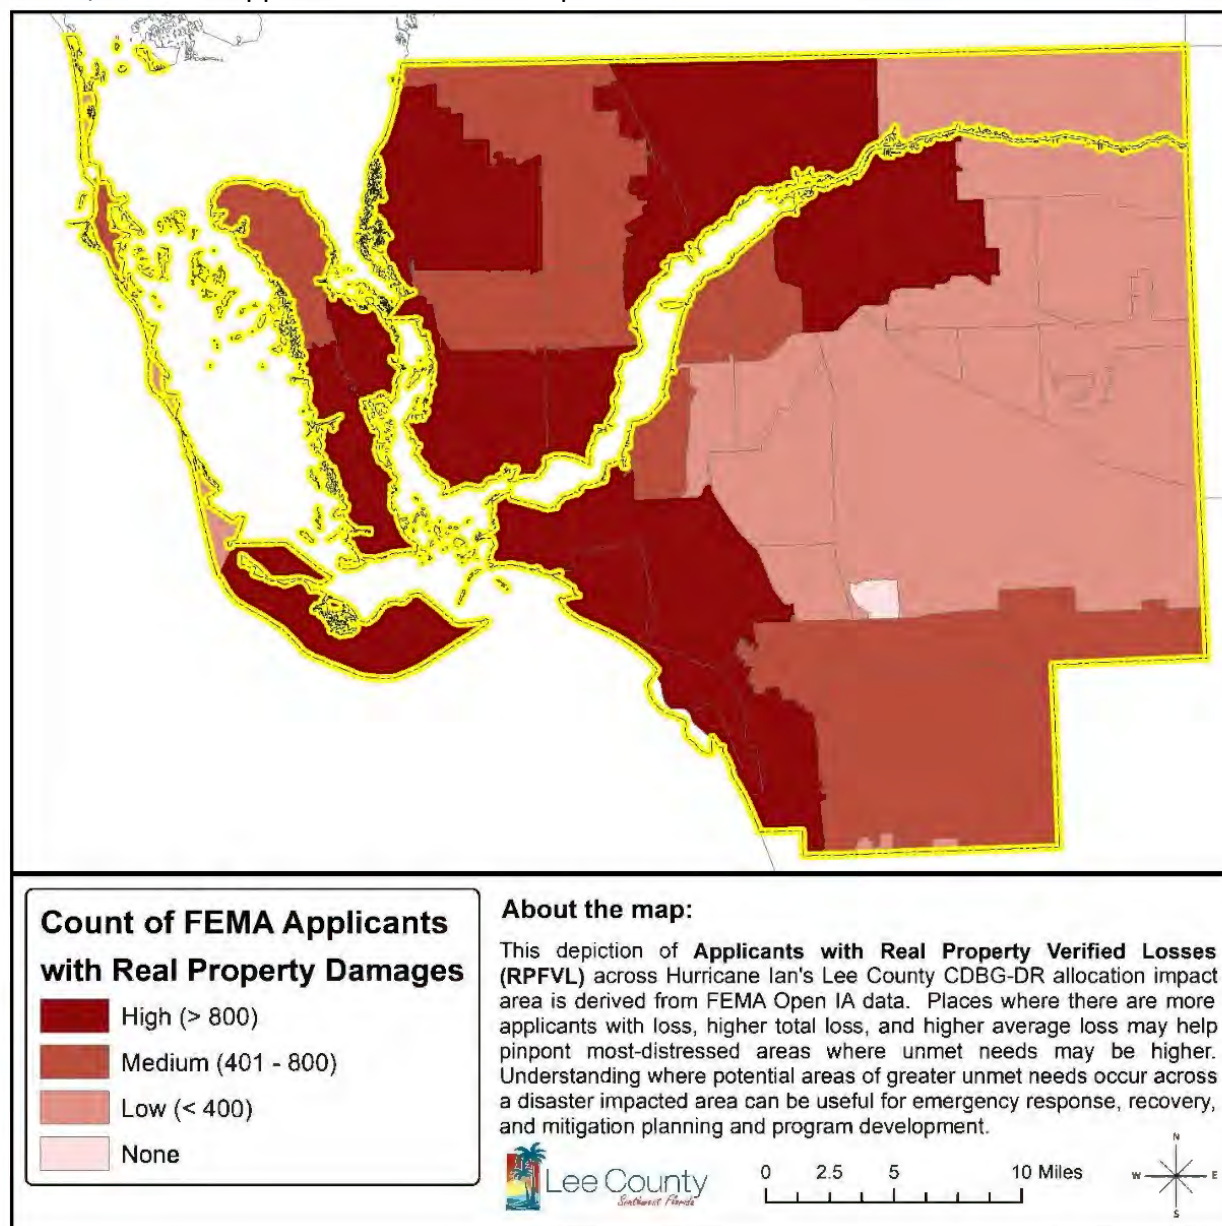 Count of FEMA Applicants
with Real Property Damages
High (> 800)
Medium (401 - 800)
Low (< 400)
None
About the map:
This depiction of Applicants with Real Property Verified Losses
(RPFVL) across Hurricane Ian's Lee County CDBG-DR allocation impact
area is derived from FEMA Open IA data. Places where there are more
applicants with loss, higher total loss, and higher average loss may help
pinpont most-distressed areas where unmet needs may be higher.
Understanding where potential areas of greater unmet needs occur across
a disaster impacted area can be useful for emergency response, recovery,
and mitigation planning and program development.
Lee County
Southwest Florida
0 2.5 5 10 Miles
N
W E
S